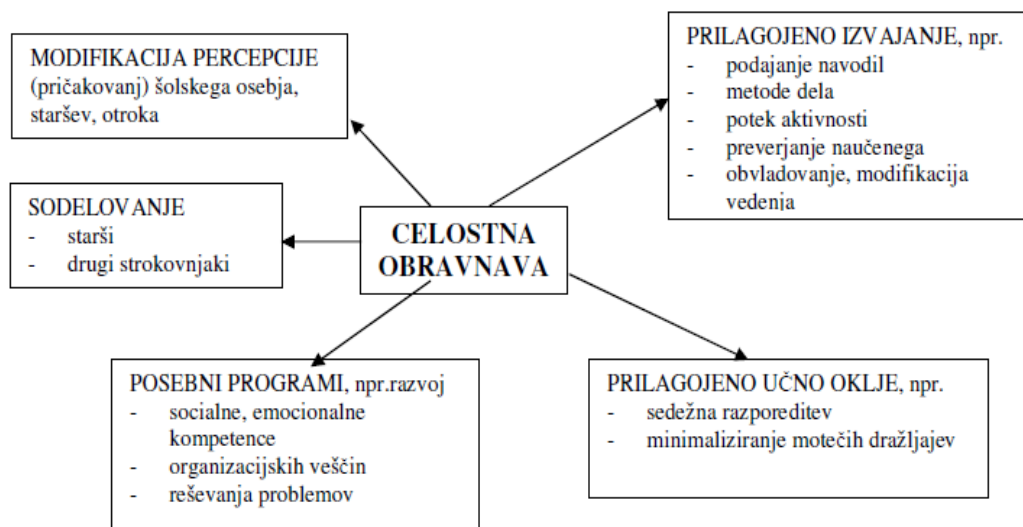 MODIFIKACIJA PERCEPCIJE
(pričakovanj) šolskega osebja,
staršev, otroka
PRILAGOJENO IZVAJANJE, npr.
- podajanje navodil
- metode dela
- potek aktivnosti
- preverjanje naučenega
- obvladovanje, modifikacija
vedenja
SODELOVANJE
- starši
- drugi strokovnjaki
CELOSTNA
OBRAVNAVA
POSEBNI PROGRAMI, npr.razvoj
- socialne, emocionalne
kompetence
- organizacijskih veščin
- reševanja problemov
PRILAGOJENO UČNO OKLJE, npr.
- sedežna razporeditev
- minimaliziranje motečih dražljajev